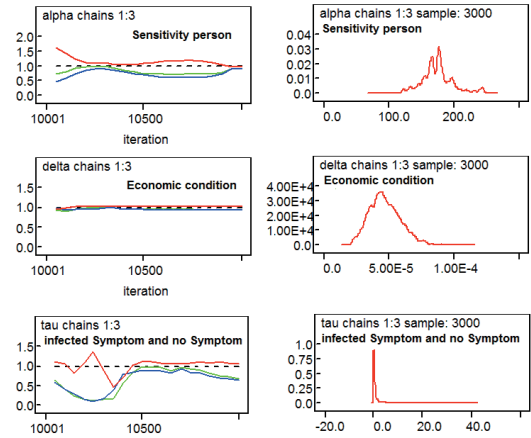 alpha chains 1:3
Sensitivity person
2.0
1.5
1.0
0.5
0.0
10001
10500
iteration
alpha chains 1:3 sample: 3000
Sensitivity person
0.04
0.03
0.02
0.01
0.0
0.0
100.0
200.0
delta chains 1:3
Economic condition
1.5
1.0
0.5
0.0
10001
10500
iteration
delta chains 1:3 sample: 3000
Economic condition
4.00E+4
3.00E+4
2.00E+4
1.00E+4
0.0
0.0
5.00E-5
1.00E-4
tau chains 1:3
infected Symptom and no Symptom
1.5
1.0
0.5
0.0
10001
10500
tau chains 1:3 sample: 3000
infected Symptom and no Symptom
1.0
0.75
0.5
0.25
0.0
-20.0
0.0
20.0
40.0